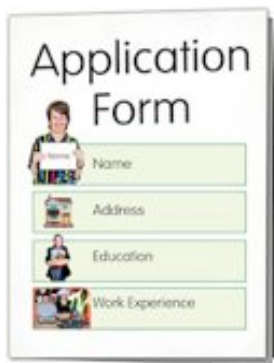 Application
Form
Name
Address
Education
Work Experience